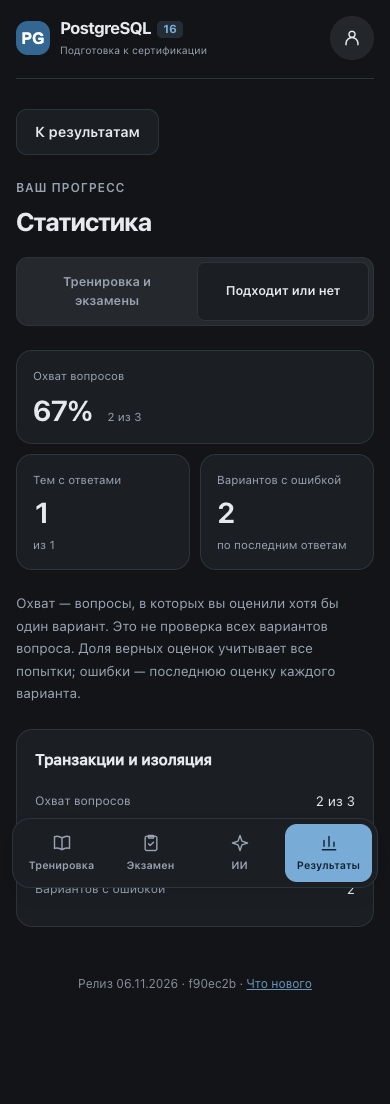 PG
PostgreSQL 16
Подготовка к сертификации
К результатам
ВАШ ПРОГРЕСС
Статистика
Тренировка и
экзамены
Подходит или нет
Охват вопросов
67% 2 из 3
Тем с ответами
1
из 1
Вариантов с ошибкой
2
по последним ответам
Охват — вопросы, в которых вы оценили хотя бы
один вариант. Это не проверка всех вариантов
вопроса. Доля верных оценок учитывает все
попытки; ошибки — последнюю оценку каждого
варианта.
Транзакции и изоляция
Охват вопросов 2 из 3
Тренировка
Экзамен
ИИ
Результаты
Вариантов с ошибкой 2
Релиз 06.11.2026 · f90ec2b · Что нового